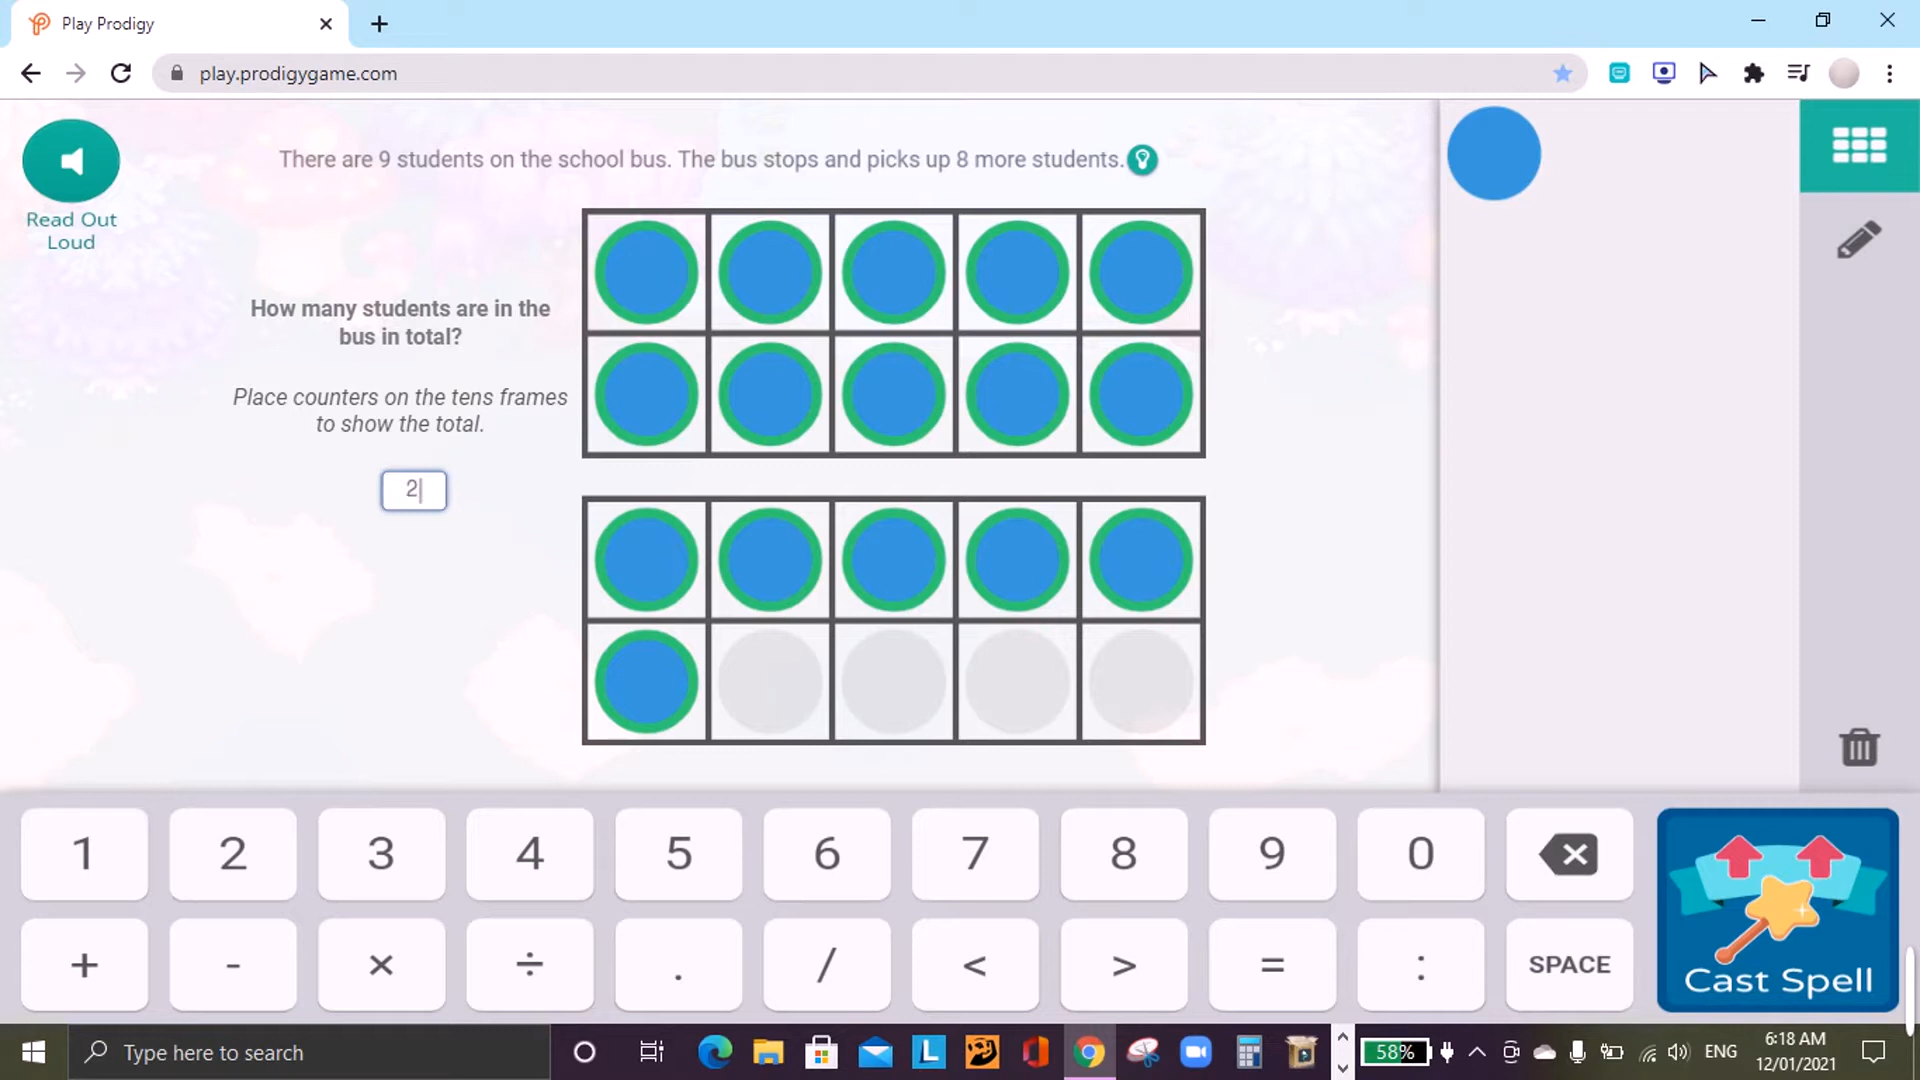 Play Prodigy
play.prodigygame.com
Read Out
Loud
There are 9 students on the school bus. The bus stops and picks up 8 more students.
How many students are in the
bus in total?
Place counters on the tens frames
to show the total.
2
1 2 3 4 5 6 7 8 9 0
+ - × ÷ . / < > = : SPACE
Cast Spell
Type here to search
L
58%
ENG
6:18 AM
12/01/2021